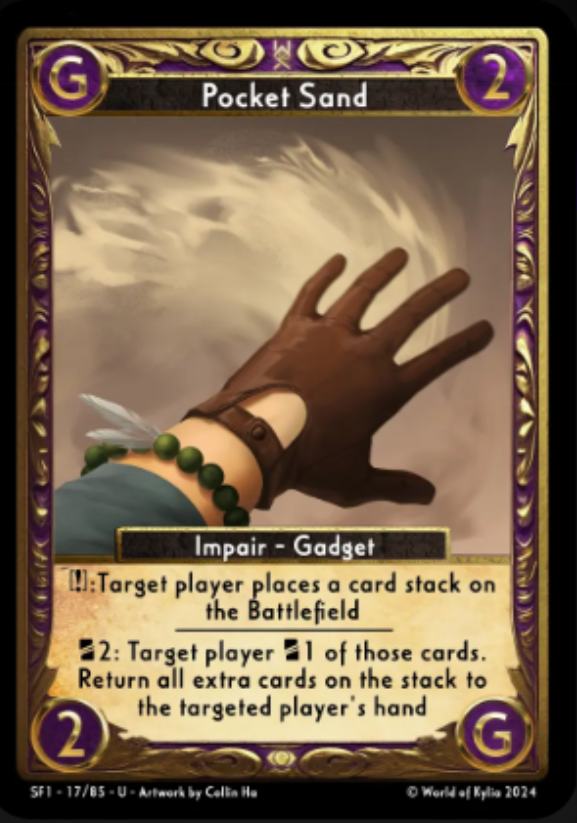 G
2
Pocket Sand
Impair - Gadget
[!]:Target player places a card stack on
the Battlefield
2: Target player 1 of those cards.
Return all extra cards on the stack to
the targeted player's hand
2
G
SF1 - 17/85 - U - Artwork by Collin Ha
© World of Kylia 2024